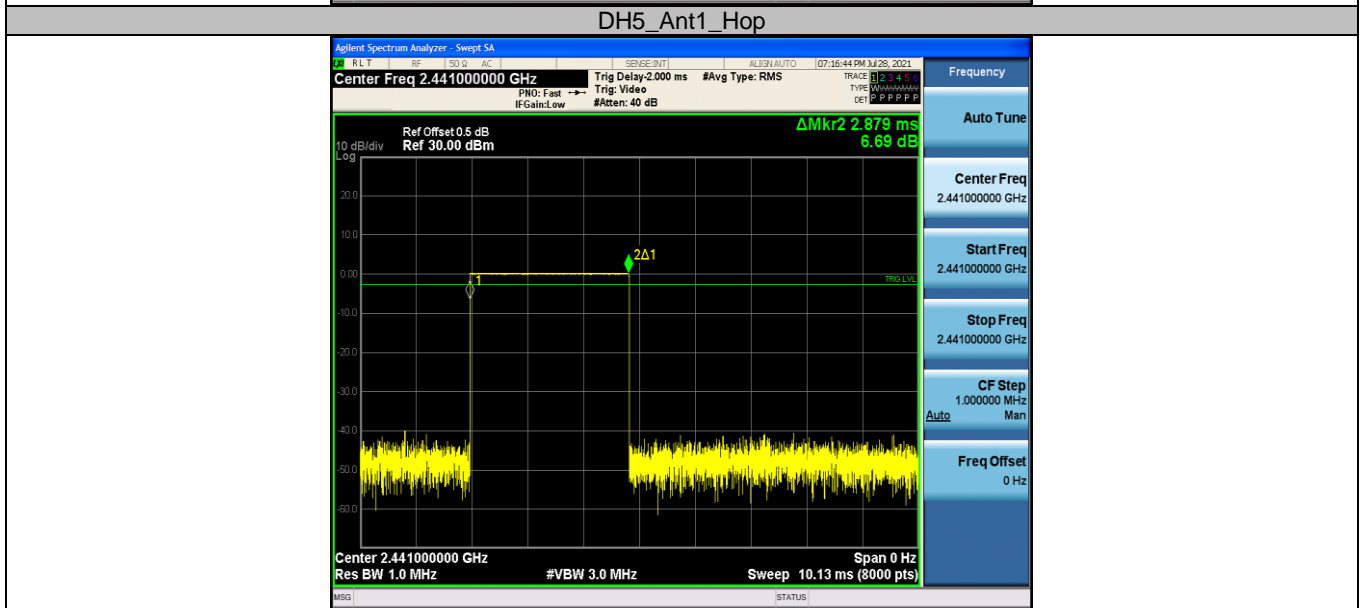 DH5_Ant1_Hop
Agilent Spectrum Analyzer - Swept SA
RLT RF 50 Ω AC SENSE:INT ALIGN AUTO 07:16:44 PM Jul 28, 2021
Center Freq 2.441000000 GHz
Trig Delay-2.000 ms #Avg Type: RMS
TRACE 1 2 3 4 5 6
PNO: Fast Trig: Video
TYPE WWWWWW
IFGain:Low #Atten: 40 dB
DET P P P P P P
Frequency
Auto Tune
ΔMkr2 2.879 ms
6.69 dB
Ref Offset 0.5 dB
10 dB/div Ref 30.00 dBm
Log
20.0
10.0
0.00
-10.0
-20.0
-30.0
-40.0
-50.0
-60.0
2Δ1
1
TRIG LVL
Center Freq
2.441000000 GHz
Start Freq
2.441000000 GHz
Stop Freq
2.441000000 GHz
CF Step
1.000000 MHz
Auto Man
Freq Offset
0 Hz
Center 2.441000000 GHz Span 0 Hz
Res BW 1.0 MHz #VBW 3.0 MHz Sweep 10.13 ms (8000 pts)
MSG STATUS